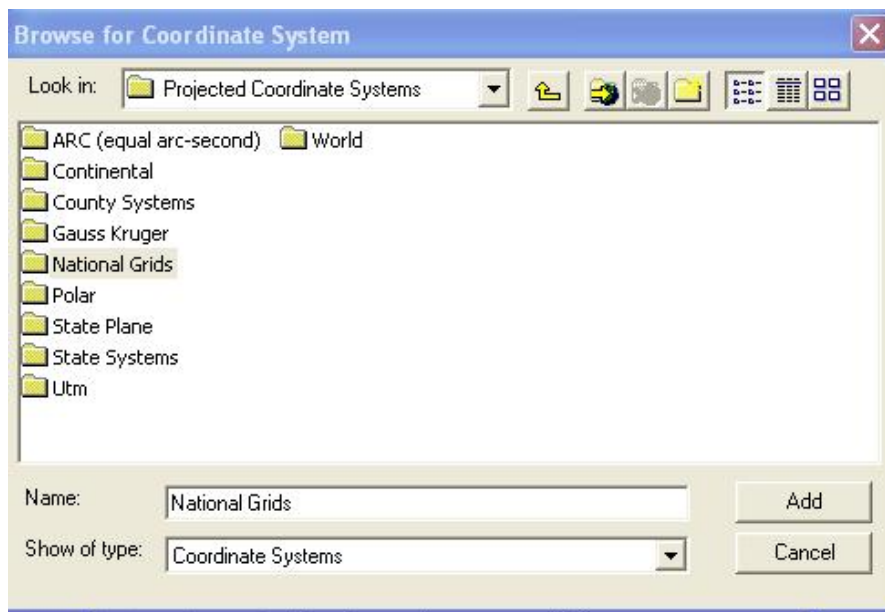 Browse for Coordinate System
Look in: Projected Coordinate Systems
ARC (equal arc-second) World
Continental
County Systems
Gauss Kruger
National Grids
Polar
State Plane
State Systems
Utm
Name: National Grids Add
Show of type: Coordinate Systems Cancel